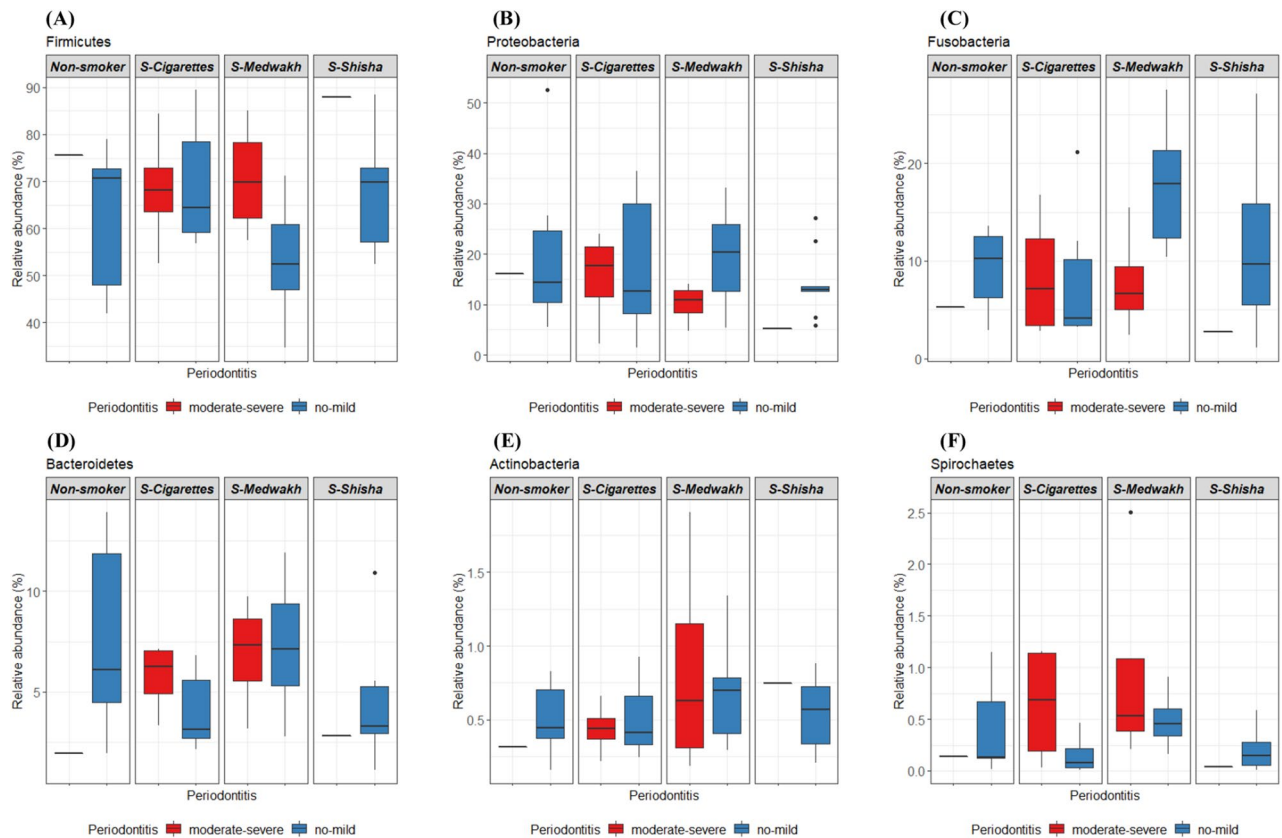 (A)
Firmicutes
Non-smoker S-Cigarettes S-Medwakh S-Shisha
90
80
70
60
50
40
Relative abundance (%)
Periodontitis
Periodontitis moderate-severe no-mild
(B)
Proteobacteria
Non-smoker S-Cigarettes S-Medwakh S-Shisha
50
40
30
20
10
0
Relative abundance (%)
Periodontitis
Periodontitis moderate-severe no-mild
(C)
Fusobacteria
Non-smoker S-Cigarettes S-Medwakh S-Shisha
20
10
0
Relative abundance (%)
Periodontitis
Periodontitis moderate-severe no-mild
(D)
Bacteroidetes
Non-smoker S-Cigarettes S-Medwakh S-Shisha
10
5
Relative abundance (%)
Periodontitis
Periodontitis moderate-severe no-mild
(E)
Actinobacteria
Non-smoker S-Cigarettes S-Medwakh S-Shisha
1.5
1.0
0.5
Relative abundance (%)
Periodontitis
Periodontitis moderate-severe no-mild
(F)
Spirochaetes
Non-smoker S-Cigarettes S-Medwakh S-Shisha
2.5
2.0
1.5
1.0
0.5
0.0
Relative abundance (%)
Periodontitis
Periodontitis moderate-severe no-mild